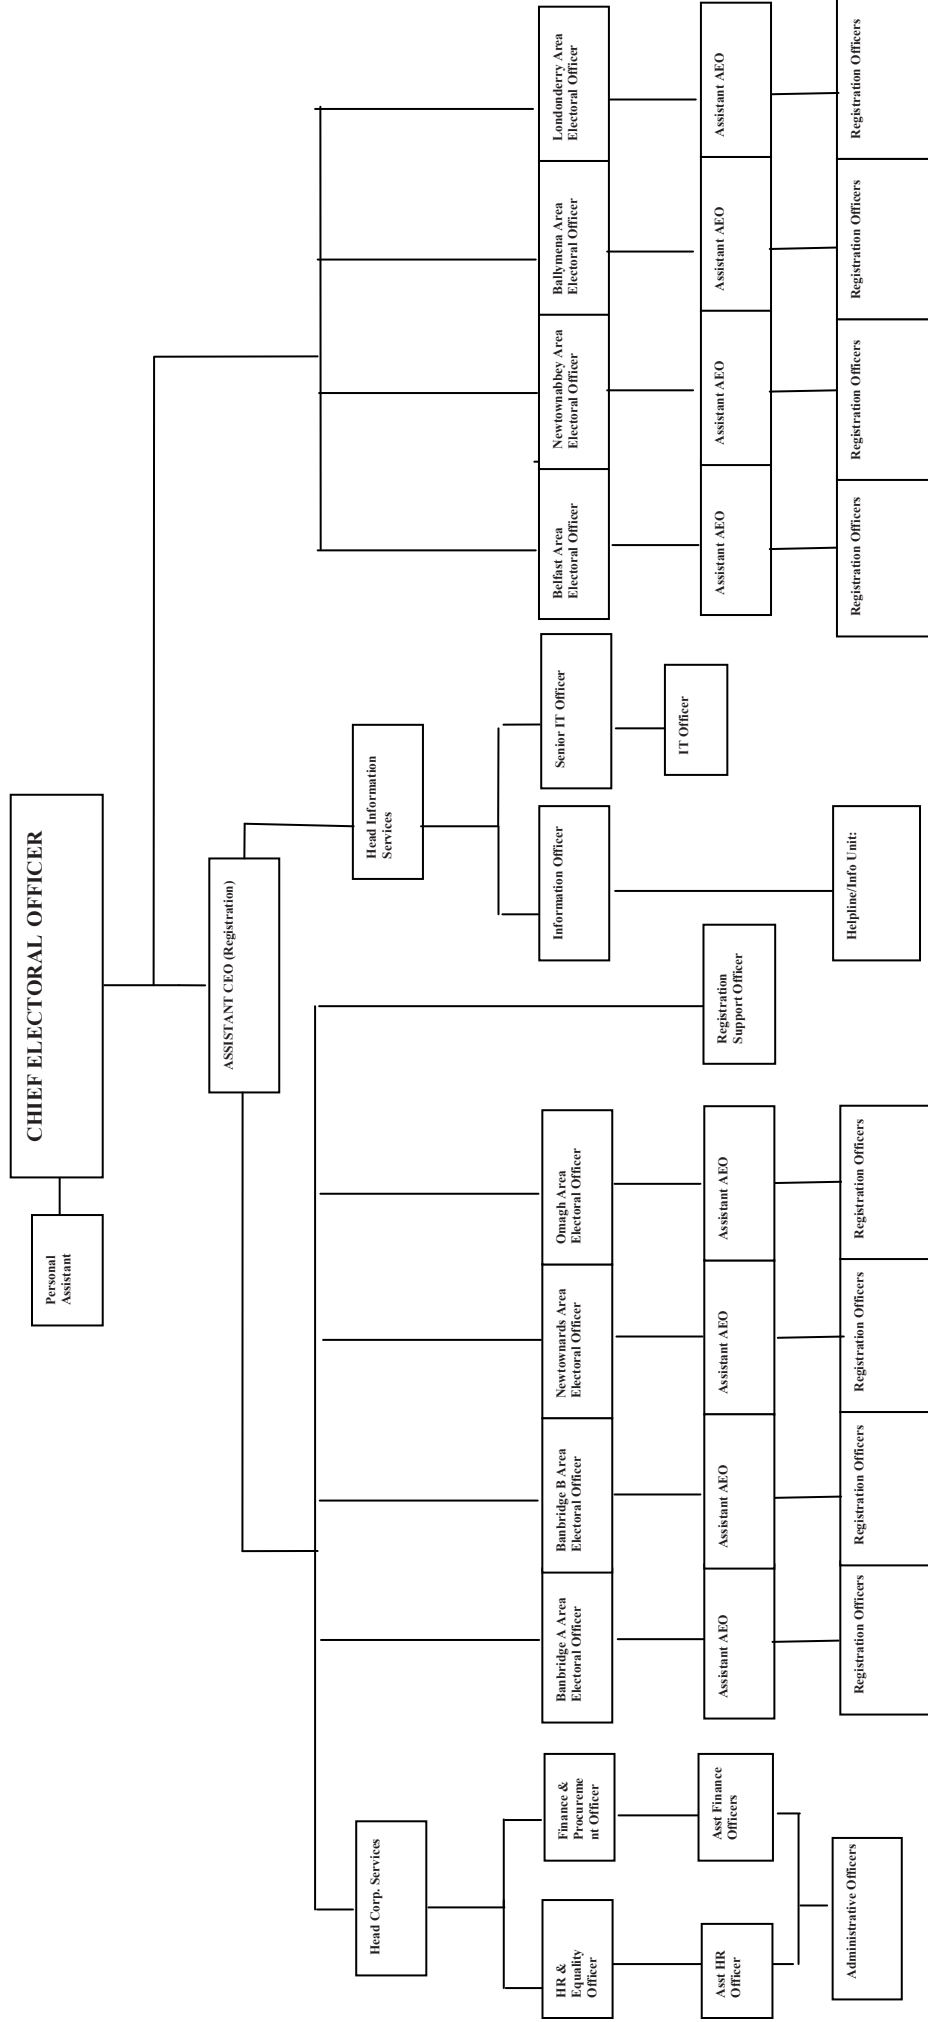 CHIEF ELECTORAL OFFICER
Personal
Assistant
ASSISTANT CEO (Registration)
Head Corp. Services
Head Information
Services
HR &
Equality
Officer
Finance &
Procureme
nt Officer
Banbridge A Area
Electoral Officer
Banbridge B Area
Electoral Officer
Newtownards Area
Electoral Officer
Omagh Area
Electoral Officer
Information Officer
Senior IT Officer
Belfast Area
Electoral Officer
Newtownabbey Area
Electoral Officer
Ballymena Area
Electoral Officer
Londonderry Area
Electoral Officer
Asst HR
Officer
Asst Finance
Officers
Assistant AEO
Assistant AEO
Assistant AEO
Assistant AEO
Registration
Support Officer
IT Officer
Assistant AEO
Assistant AEO
Assistant AEO
Assistant AEO
Administrative Officers
Registration Officers
Registration Officers
Registration Officers
Registration Officers
Helpline/Info Unit:
Registration Officers
Registration Officers
Registration Officers
Registration Officers